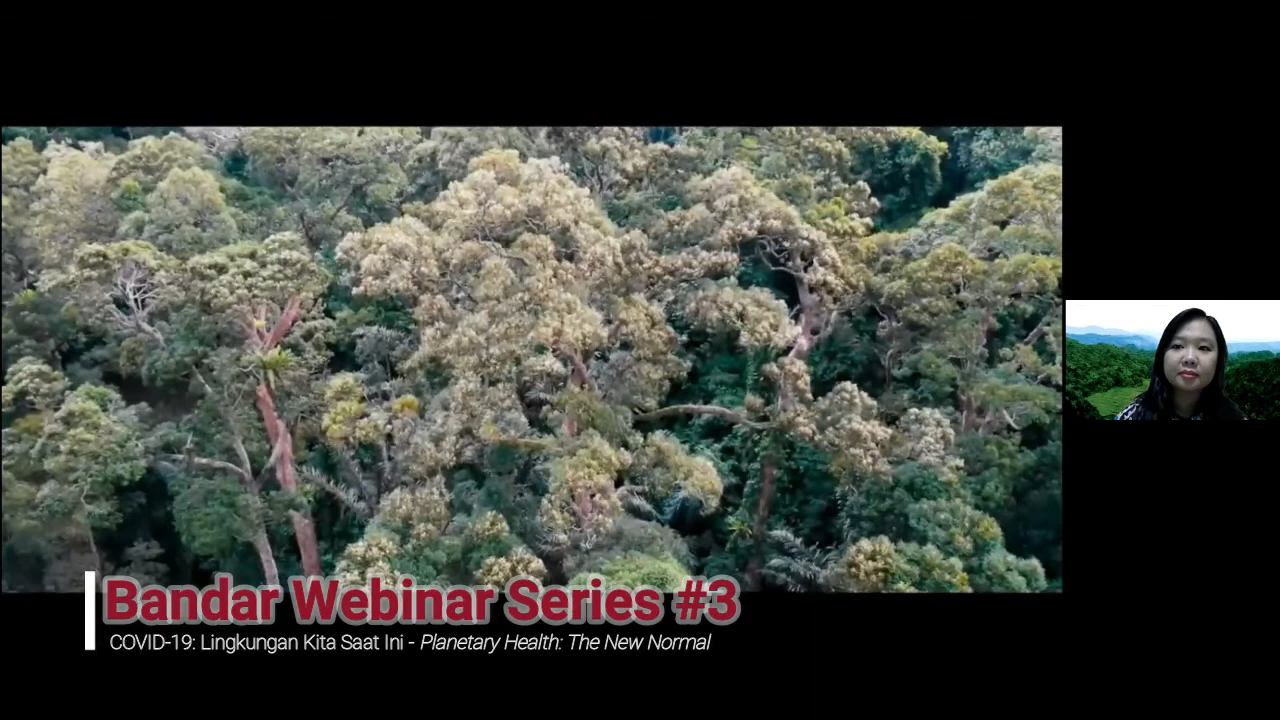 Bandar Webinar Series #3
COVID-19: Lingkungan Kita Saat Ini - Planetary Health: The New Normal